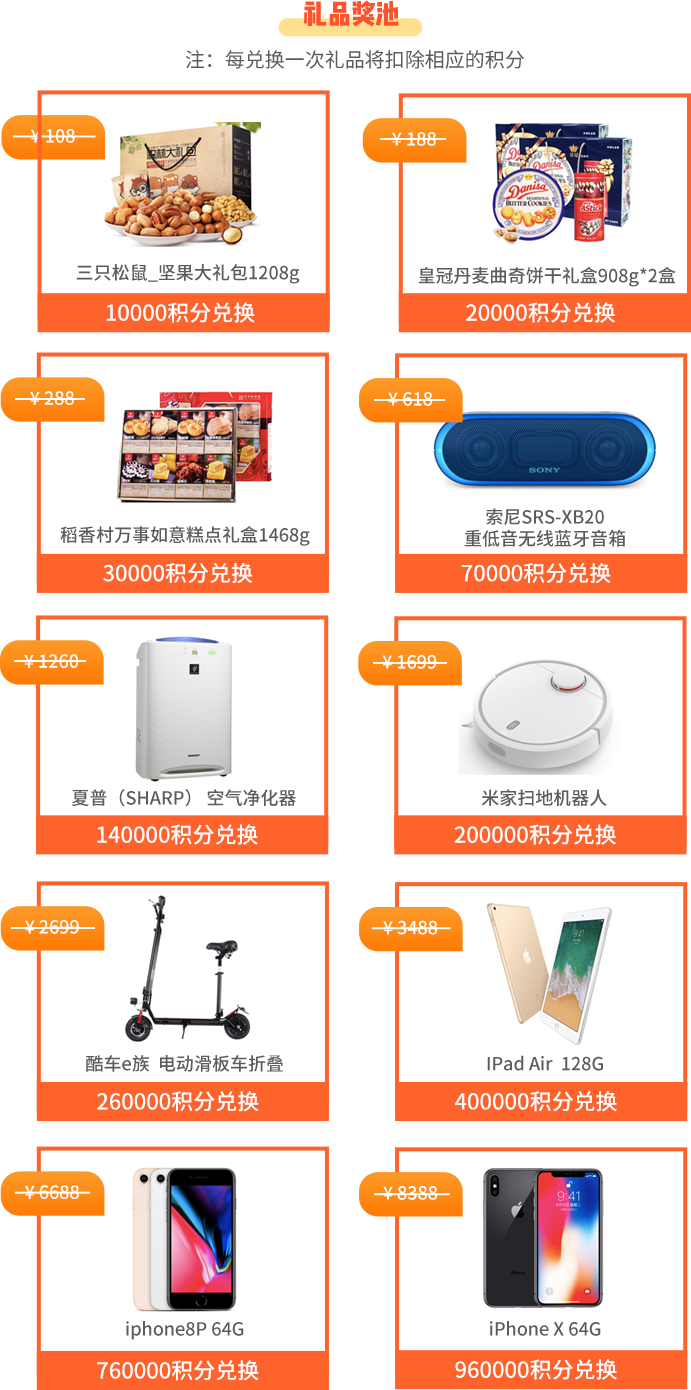 礼品奖池
注：每兑换一次礼品将扣除相应的积分
￥108
森林大礼包
三只松鼠_坚果大礼包1208g
10000积分兑换
￥188
Danisa
TRADITIONAL
BUTTER COOKIES
皇冠丹麦曲奇饼干礼盒908g*2盒
20000积分兑换
￥288
稻香村万事如意糕点礼盒1468g
30000积分兑换
￥618
SONY
索尼SRS-XB20
重低音无线蓝牙音箱
70000积分兑换
￥1260
夏普（SHARP） 空气净化器
140000积分兑换
￥1699
米家扫地机器人
200000积分兑换
￥2699
酷车e族 电动滑板车折叠
260000积分兑换
￥3488
IPad Air 128G
400000积分兑换
￥6688
iphone8P 64G
760000积分兑换
￥8388
9:41
iPhone X 64G
960000积分兑换